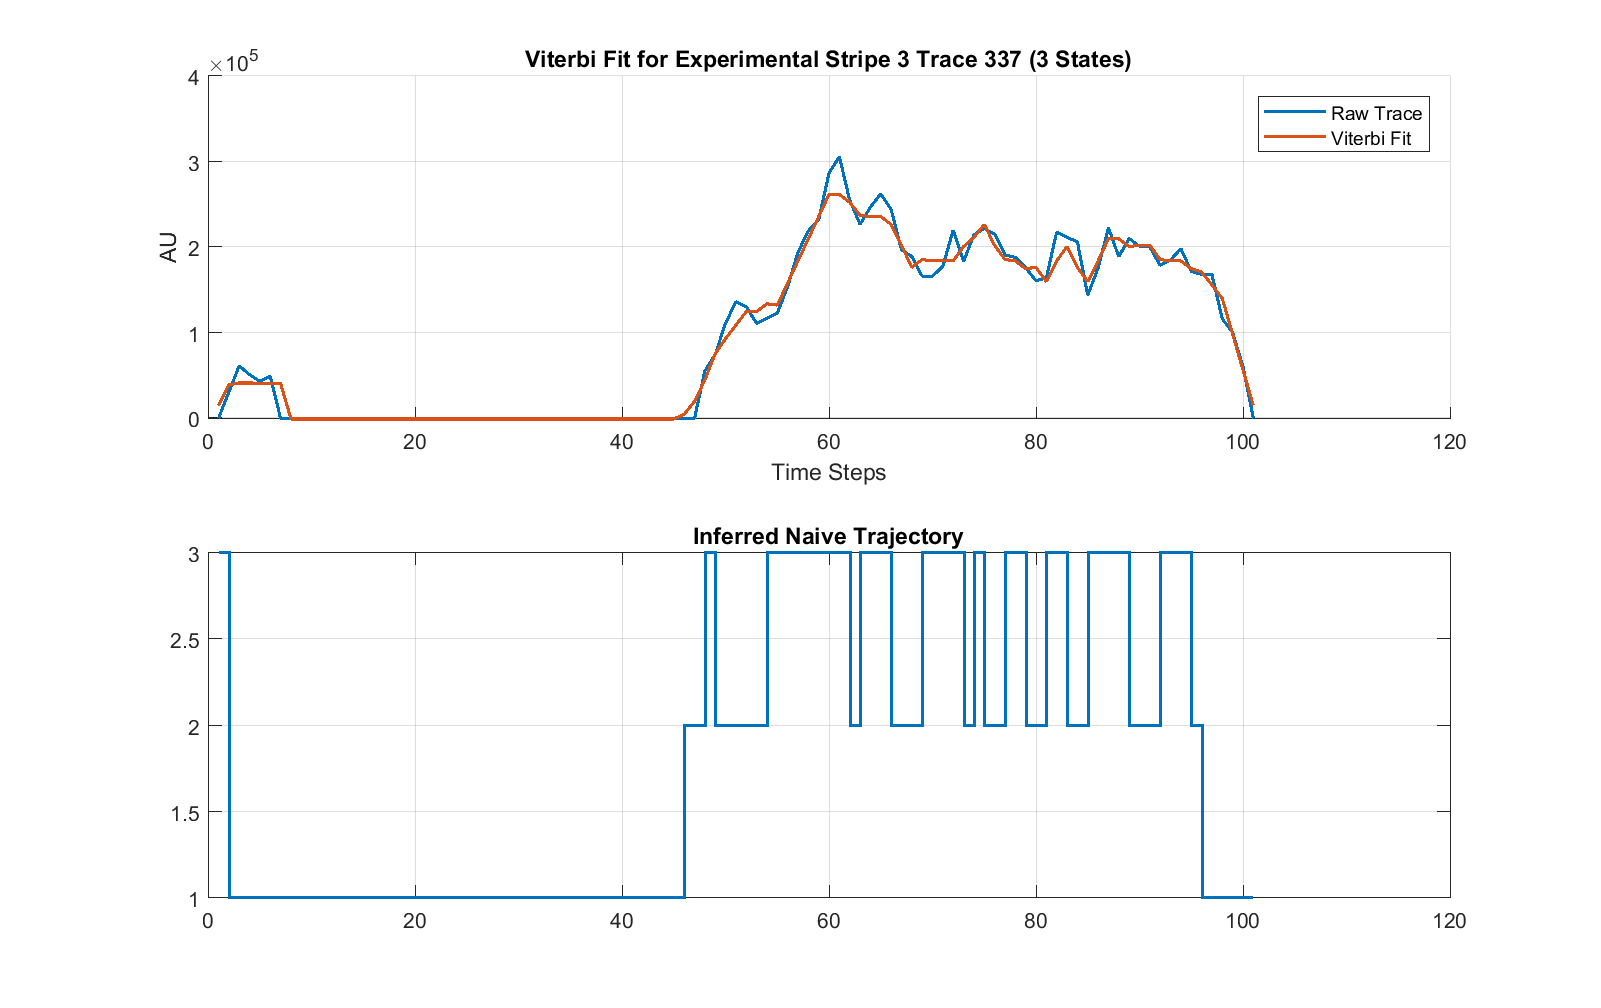 Viterbi Fit for Experimental Stripe 3 Trace 337 (3 States)
×10^5
4
3
2
1
0
AU
Raw Trace
Viterbi Fit
0 20 40 60 80 100 120
Time Steps
Inferred Naive Trajectory
3
2.5
2
1.5
1
0 20 40 60 80 100 120